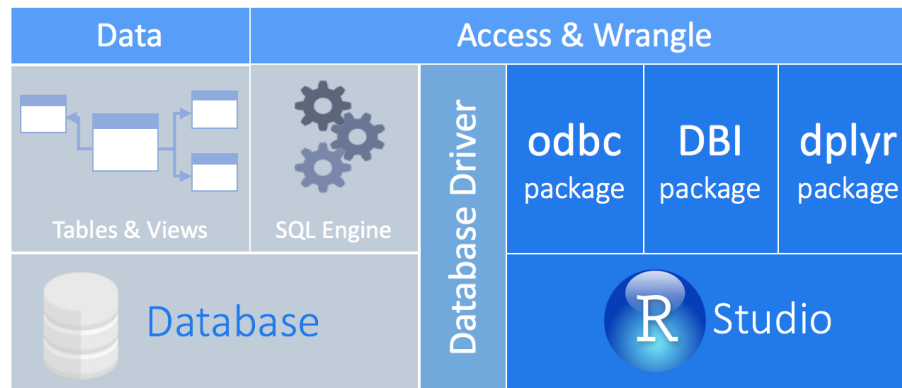 Data
Access & Wrangle
Tables & Views
SQL Engine
Database Driver
odbc
package
DBI
package
dplyr
package
Database
R Studio